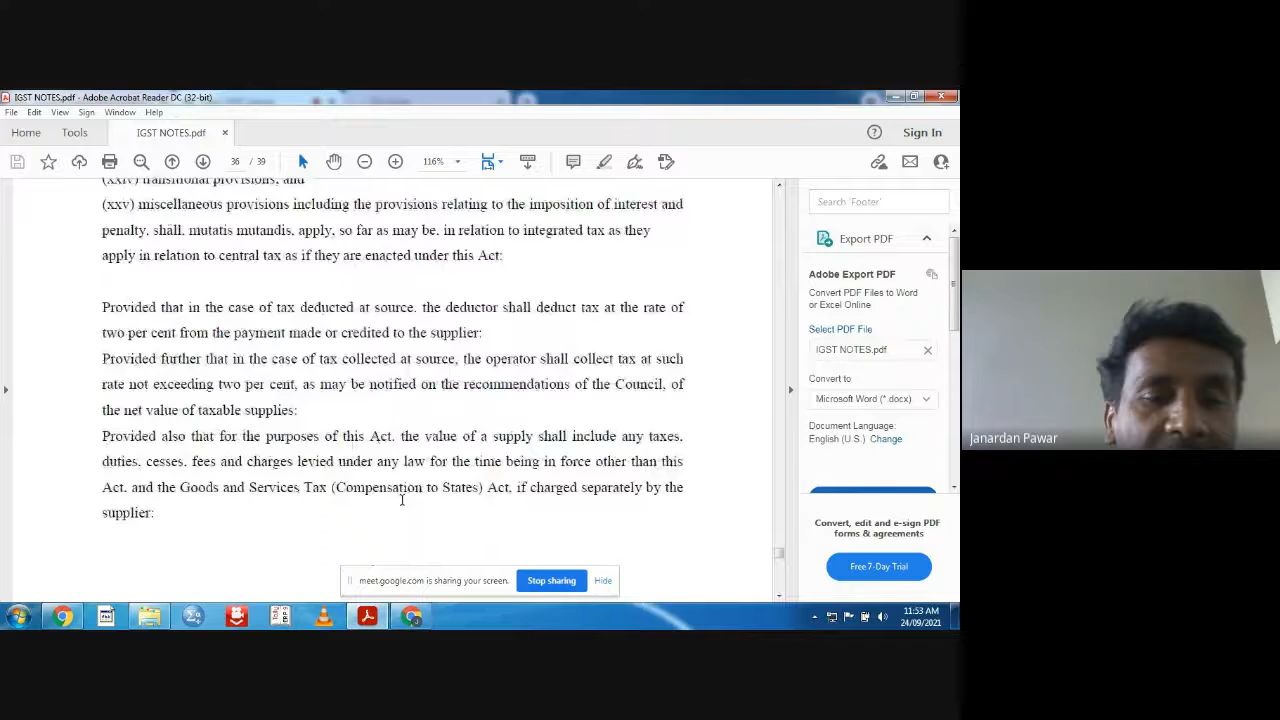 IGST NOTES.pdf - Adobe Acrobat Reader DC (32-bit)
File Edit View Sign Window Help
Home Tools IGST NOTES.pdf × Sign In
36 / 39 116%
(xxiv) transitional provisions; and
(xxv) miscellaneous provisions including the provisions relating to the imposition of interest and
penalty, shall, mutatis mutandis, apply, so far as may be, in relation to integrated tax as they
apply in relation to central tax as if they are enacted under this Act:
Provided that in the case of tax deducted at source, the deductor shall deduct tax at the rate of
two per cent from the payment made or credited to the supplier:
Provided further that in the case of tax collected at source, the operator shall collect tax at such
rate not exceeding two per cent, as may be notified on the recommendations of the Council, of
the net value of taxable supplies:
Provided also that for the purposes of this Act, the value of a supply shall include any taxes,
duties, cesses, fees and charges levied under any law for the time being in force other than this
Act, and the Goods and Services Tax (Compensation to States) Act, if charged separately by the
supplier:
Search 'Footer'
Export PDF
Adobe Export PDF
Convert PDF Files to Word
or Excel Online
Select PDF File
IGST NOTES.pdf
Convert to
Microsoft Word (*.docx)
Document Language:
English (U.S.) Change
Convert, edit and e-sign PDF
forms & agreements
Free 7-Day Trial
meet.google.com is sharing your screen. Stop sharing Hide
11:53 AM
24/09/2021
Janardan Pawar